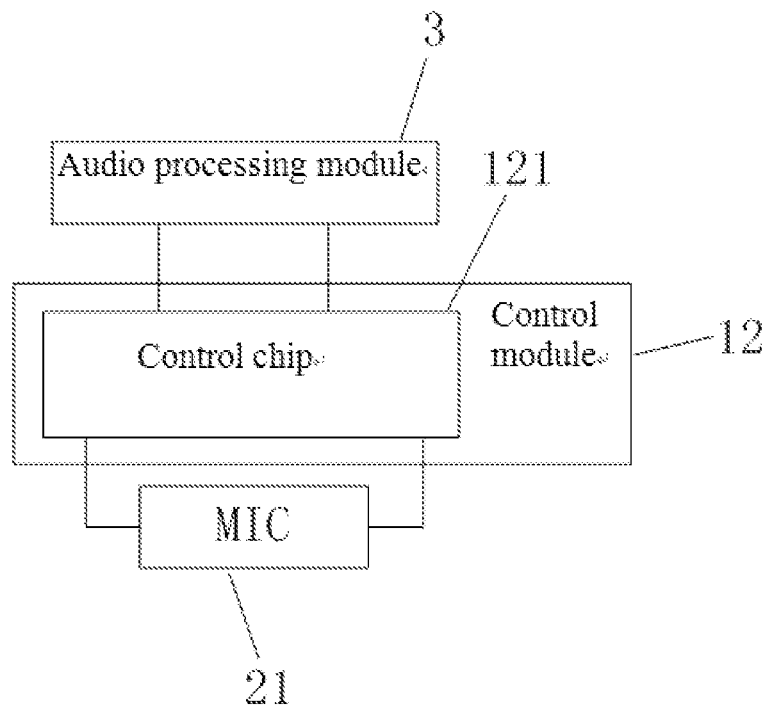 3
Audio processing module
121
Control chip
Control
module
12
MIC
21